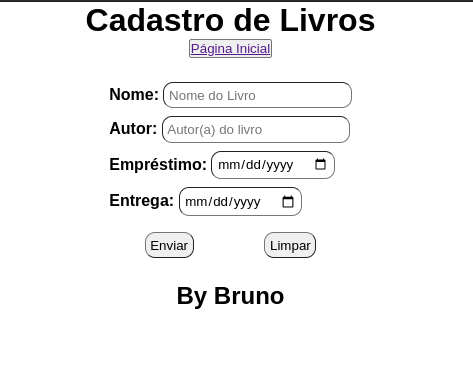 Cadastro de Livros
Página Inicial
Nome: Nome do Livro
Autor: Autor(a) do livro
Empréstimo: mm/dd/yyyy
Entrega: mm/dd/yyyy
Enviar Limpar
By Bruno